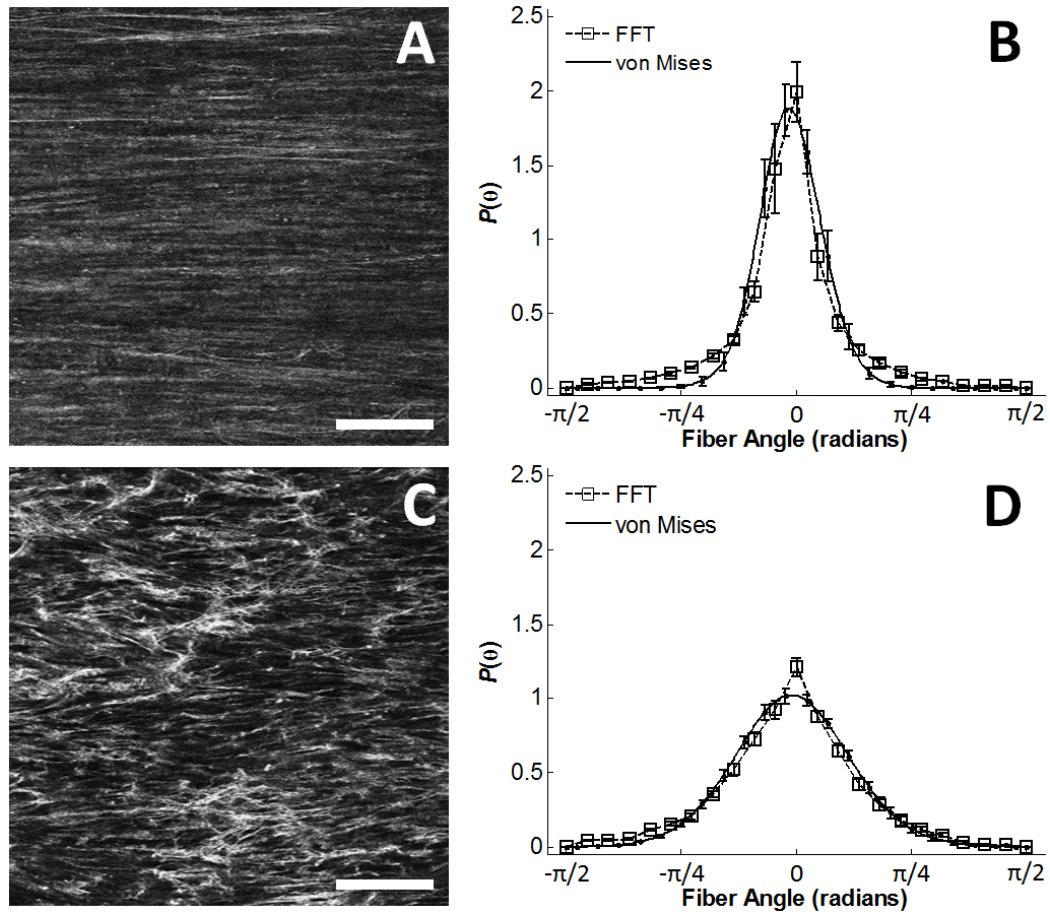 A
B
2.5
2
1.5
1
0.5
0
P(θ)
FFT
von Mises
-π/2
-π/4
0
π/4
π/2
Fiber Angle (radians)
C
D
2.5
2
1.5
1
0.5
0
P(θ)
FFT
von Mises
-π/2
-π/4
0
π/4
π/2
Fiber Angle (radians)